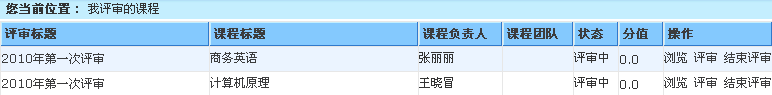 您当前位置： 我评审的课程
评审标题 课程标题 课程负责人 课程团队 状态 分值 操作
2010年第一次评审 商务英语 张丽丽 评审中 0.0 浏览 评审 结束评审
2010年第一次评审 计算机原理 王晓冒 评审中 0.0 浏览 评审 结束评审